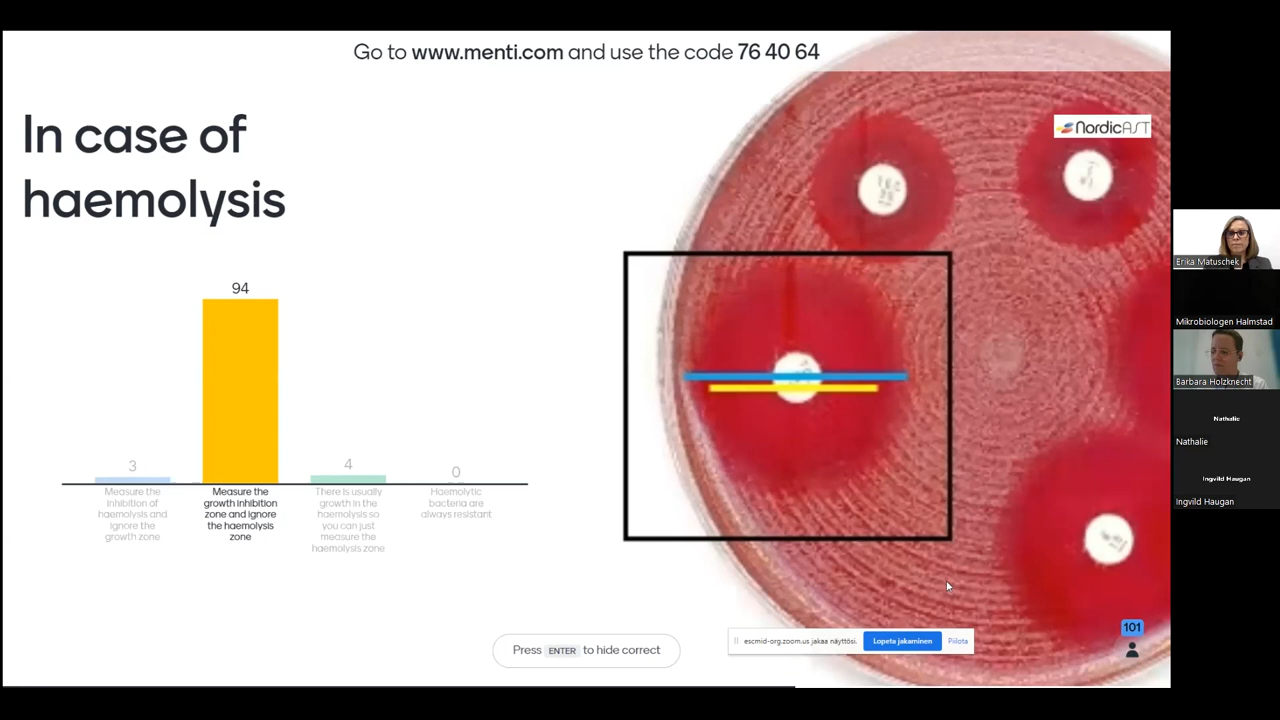 Go to www.menti.com and use the code 76 40 64
In case of
haemolysis
NordicAST
94
3
4
0
Measure the
inhibition of
haemolysis and
ignore the
growth zone
Measure the
growth inhibition
zone and ignore
the haemolysis
zone
There is usually
growth in the
haemolysis so
you can just
measure the
haemolysis zone
Haemolytic
bacteria are
always resistant
Press ENTER to hide correct
escmid-org.zoom.us jakaa näyttösi.
Lopeta jakaminen
Piilota
101
Erika Matuschek
Mikrobiologen Halmstad
Barbara Holzknecht
Nathalie
Nathalie
Ingvild Haugan
Ingvild Haugan